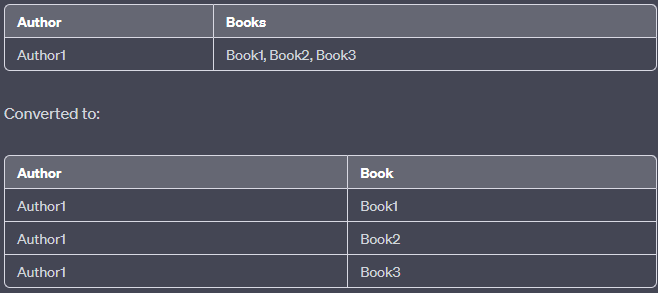 Author Books
Author1 Book1, Book2, Book3
Converted to:
Author Book
Author1 Book1
Author1 Book2
Author1 Book3